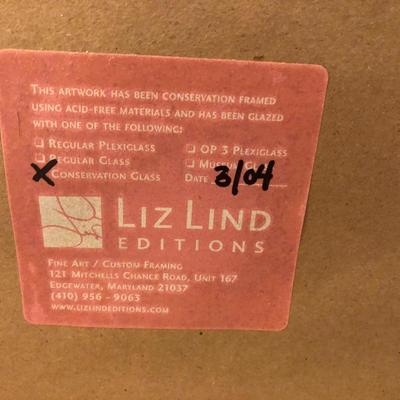 THIS ARTWORK HAS BEEN CONSERVATION FRAMED
USING ACID-FREE MATERIALS AND HAS BEEN GLAZED
WITH ONE OF THE FOLLOWING:
❑ REGULAR PLEXIGLASS ❑ OP 3 PLEXIGLASS
❑ REGULAR GLASS ❑ MUSEUM GLASS
X CONSERVATION GLASS DATE 3/04
LIZ LIND
EDITIONS
FINE ART / CUSTOM FRAMING
121 MITCHELLS CHANCE ROAD, UNIT 167
EDGEWATER, MARYLAND 21037
(410) 956 - 9063
WWW.LIZLINDEDITIONS.COM